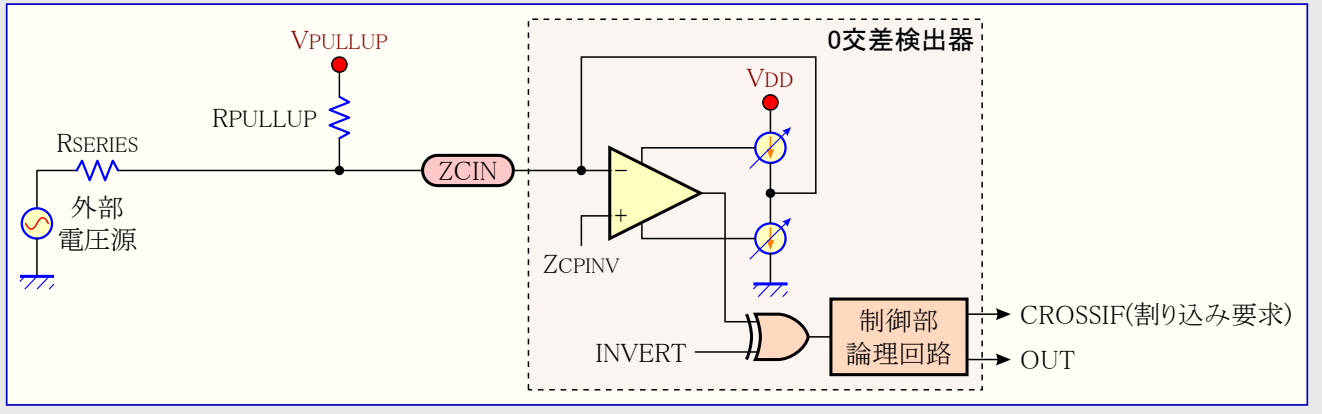 0交差検出器
VPULLUP
VDD
RPULLUP
RSERIES
ZCIN
−
+
外部
電圧源
ZCPINV
INVERT
制御部
論理回路
CROSSIF(割り込み要求)
OUT